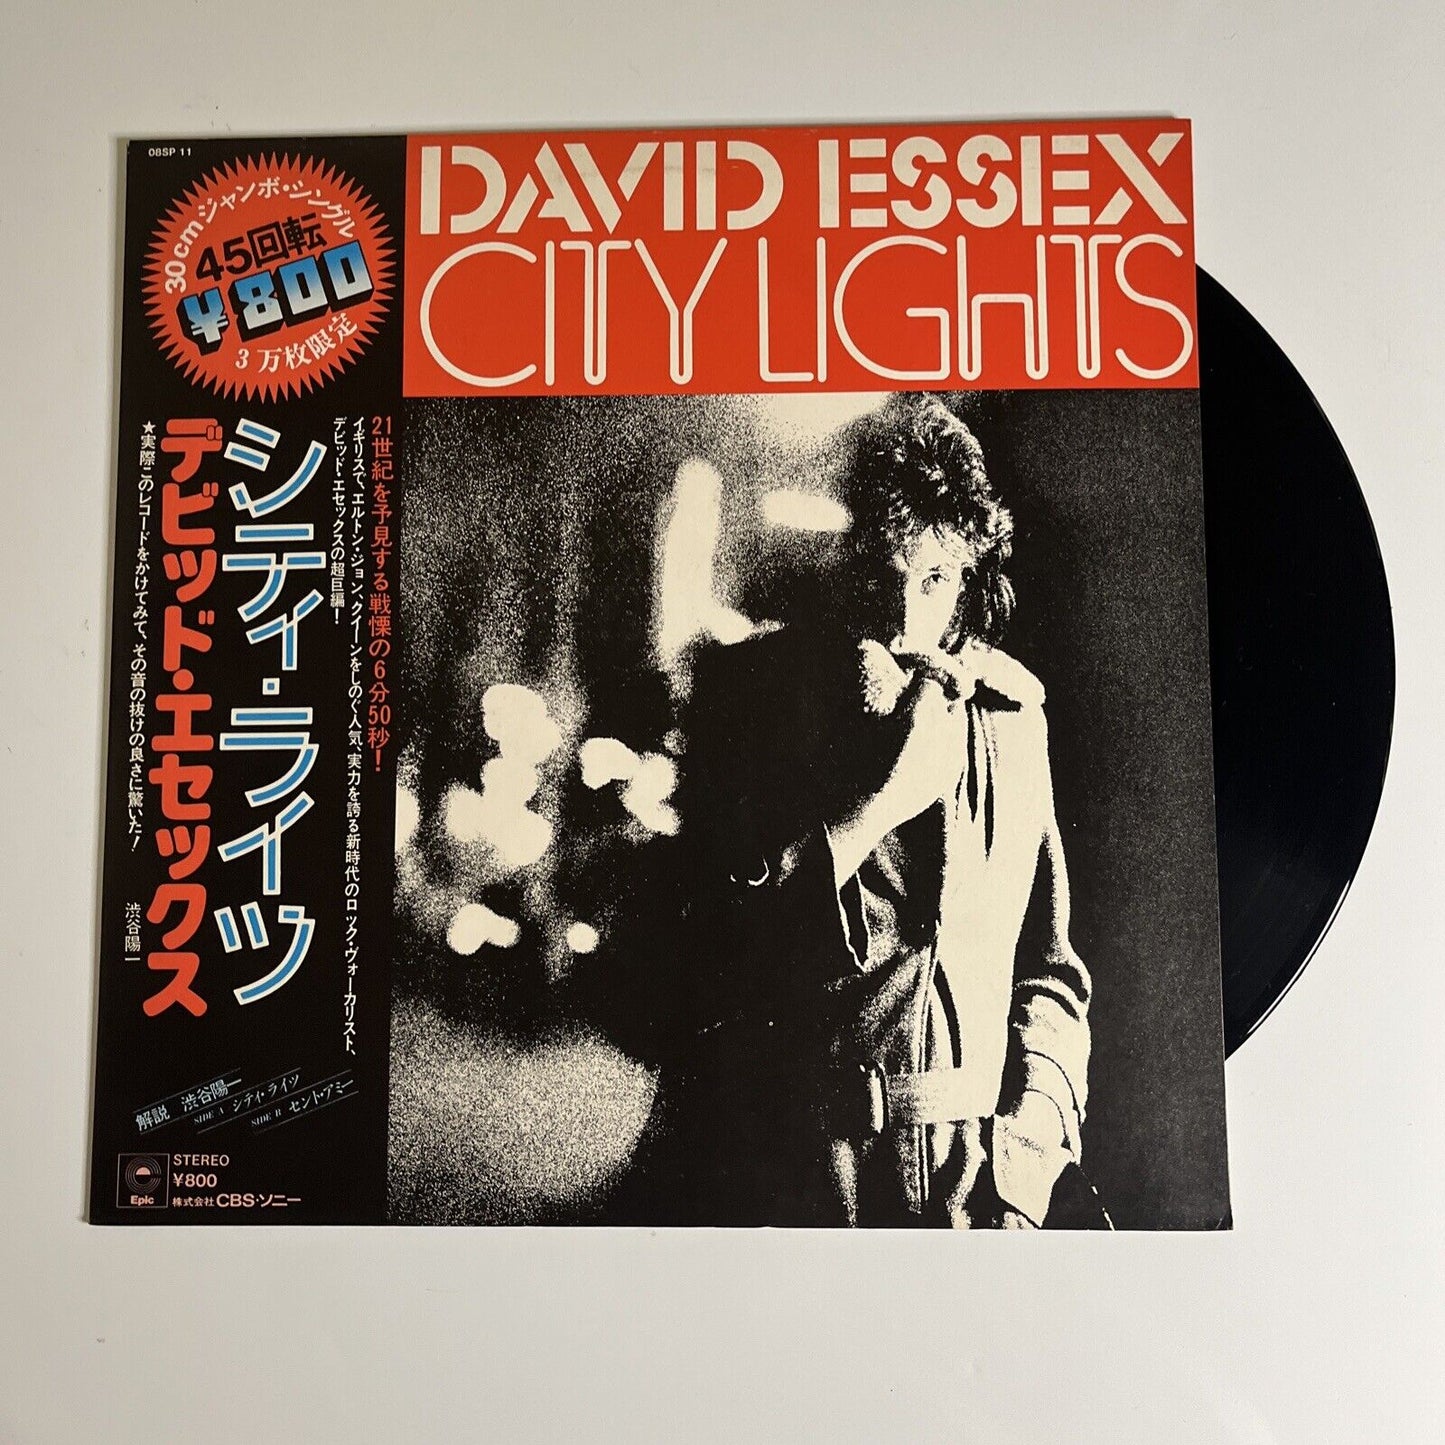 08SP 11
30cmジャンボ・シングル
45回転
¥800
3万枚限定
DAVID ESSEX
CITY LIGHTS
21世紀を予見する戦慄の6分50秒!
イギリスで、エルトン・ジョン、クイーンをしのぐ人気、実力を誇る新時代のロック・ヴォーカリスト、
デビッド・エセックスの超巨編!
シティ・ライツ
デビッド・エセックス
★実際このレコードをかけてみて、その音の抜けの良さに驚いた!
渋谷陽一
解説 渋谷陽一
SIDE A シティ・ライツ
SIDE B セント・アミー
Epic
STEREO
¥800
株式会社CBS・ソニー